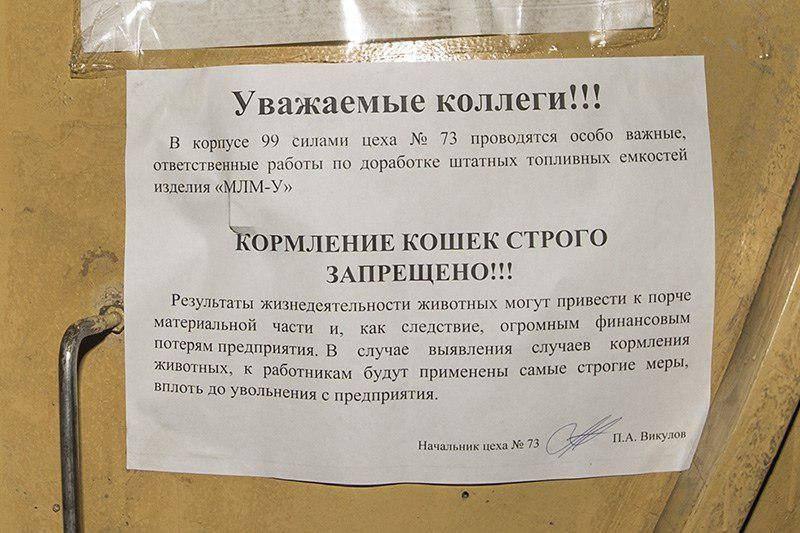 Уважаемые коллеги!!!
В корпусе 99 силами цеха № 73 проводятся особо важные,
ответственные работы по доработке штатных топливных емкостей
изделия «МЛМ-У»
КОРМЛЕНИЕ КОШЕК СТРОГО
ЗАПРЕЩЕНО!!!
Результаты жизнедеятельности животных могут привести к порче
материальной части и, как следствие, огромным финансовым
потерям предприятия. В случае выявления случаев кормления
животных, к работникам будут применены самые строгие меры,
вплоть до увольнения с предприятия.
Начальник цеха № 73 П.А. Викулов